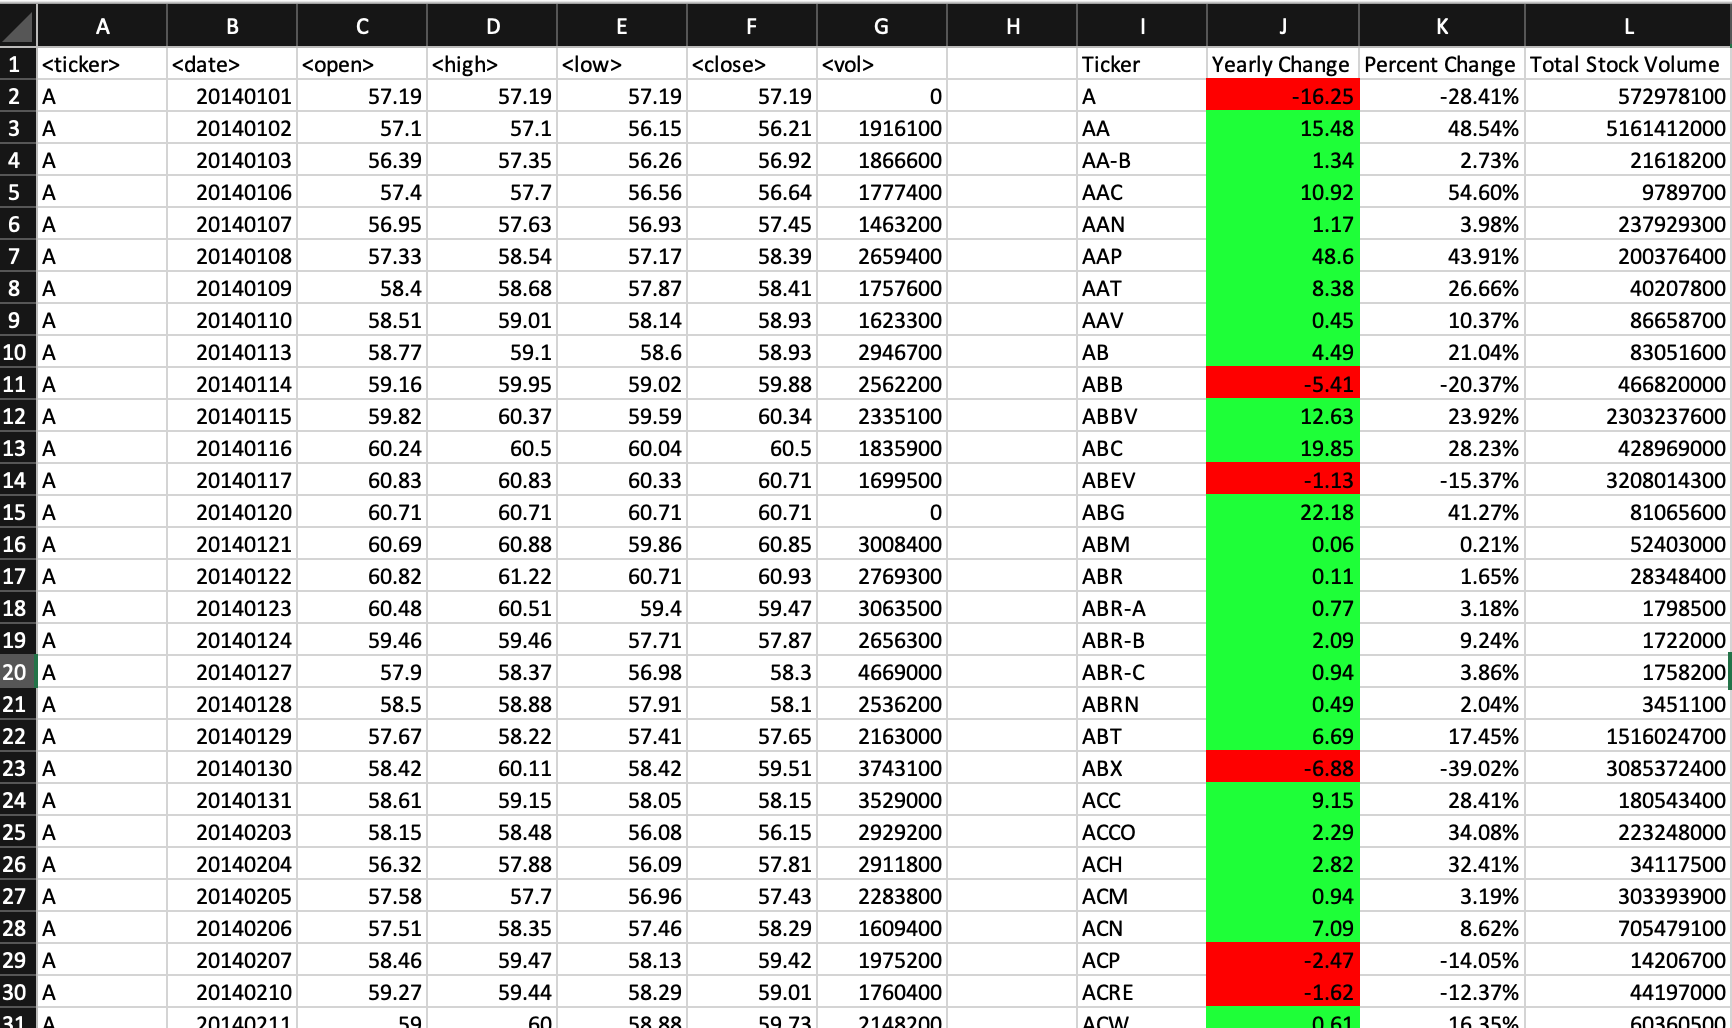 A B C D E F G H I J K L
1 <ticker> <date> <open> <high> <low> <close> <vol> Ticker Yearly Change Percent Change Total Stock Volume
2 A 20140101 57.19 57.19 57.19 57.19 0 A -16.25 -28.41% 572978100
3 A 20140102 57.1 57.1 56.15 56.21 1916100 AA 15.48 48.54% 5161412000
4 A 20140103 56.39 57.35 56.26 56.92 1866600 AA-B 1.34 2.73% 21618200
5 A 20140106 57.4 57.7 56.56 56.64 1777400 AAC 10.92 54.60% 9789700
6 A 20140107 56.95 57.63 56.93 57.45 1463200 AAN 1.17 3.98% 237929300
7 A 20140108 57.33 58.54 57.17 58.39 2659400 AAP 48.6 43.91% 200376400
8 A 20140109 58.4 58.68 57.87 58.41 1757600 AAT 8.38 26.66% 40207800
9 A 20140110 58.51 59.01 58.14 58.93 1623300 AAV 0.45 10.37% 86658700
10 A 20140113 58.77 59.1 58.6 58.93 2946700 AB 4.49 21.04% 83051600
11 A 20140114 59.16 59.95 59.02 59.88 2562200 ABB -5.41 -20.37% 466820000
12 A 20140115 59.82 60.37 59.59 60.34 2335100 ABBV 12.63 23.92% 2303237600
13 A 20140116 60.24 60.5 60.04 60.5 1835900 ABC 19.85 28.23% 428969000
14 A 20140117 60.83 60.83 60.33 60.71 1699500 ABEV -1.13 -15.37% 3208014300
15 A 20140120 60.71 60.71 60.71 60.71 0 ABG 22.18 41.27% 81065600
16 A 20140121 60.69 60.88 59.86 60.85 3008400 ABM 0.06 0.21% 52403000
17 A 20140122 60.82 61.22 60.71 60.93 2769300 ABR 0.11 1.65% 28348400
18 A 20140123 60.48 60.51 59.4 59.47 3063500 ABR-A 0.77 3.18% 1798500
19 A 20140124 59.46 59.46 57.71 57.87 2656300 ABR-B 2.09 9.24% 1722000
20 A 20140127 57.9 58.37 56.98 58.3 4669000 ABR-C 0.94 3.86% 1758200
21 A 20140128 58.5 58.88 57.91 58.1 2536200 ABRN 0.49 2.04% 3451100
22 A 20140129 57.67 58.22 57.41 57.65 2163000 ABT 6.69 17.45% 1516024700
23 A 20140130 58.42 60.11 58.42 59.51 3743100 ABX -6.88 -39.02% 3085372400
24 A 20140131 58.61 59.15 58.05 58.15 3529000 ACC 9.15 28.41% 180543400
25 A 20140203 58.15 58.48 56.08 56.15 2929200 ACCO 2.29 34.08% 223248000
26 A 20140204 56.32 57.88 56.09 57.81 2911800 ACH 2.82 32.41% 34117500
27 A 20140205 57.58 57.7 56.96 57.43 2283800 ACM 0.94 3.19% 303393900
28 A 20140206 57.51 58.35 57.46 58.29 1609400 ACN 7.09 8.62% 705479100
29 A 20140207 58.46 59.47 58.13 59.42 1975200 ACP -2.47 -14.05% 14206700
30 A 20140210 59.27 59.44 58.29 59.01 1760400 ACRE -1.62 -12.37% 44197000
31 A 20140211 59 60 58.88 59.73 2148200 ACW 0.61 16.35% 60360500